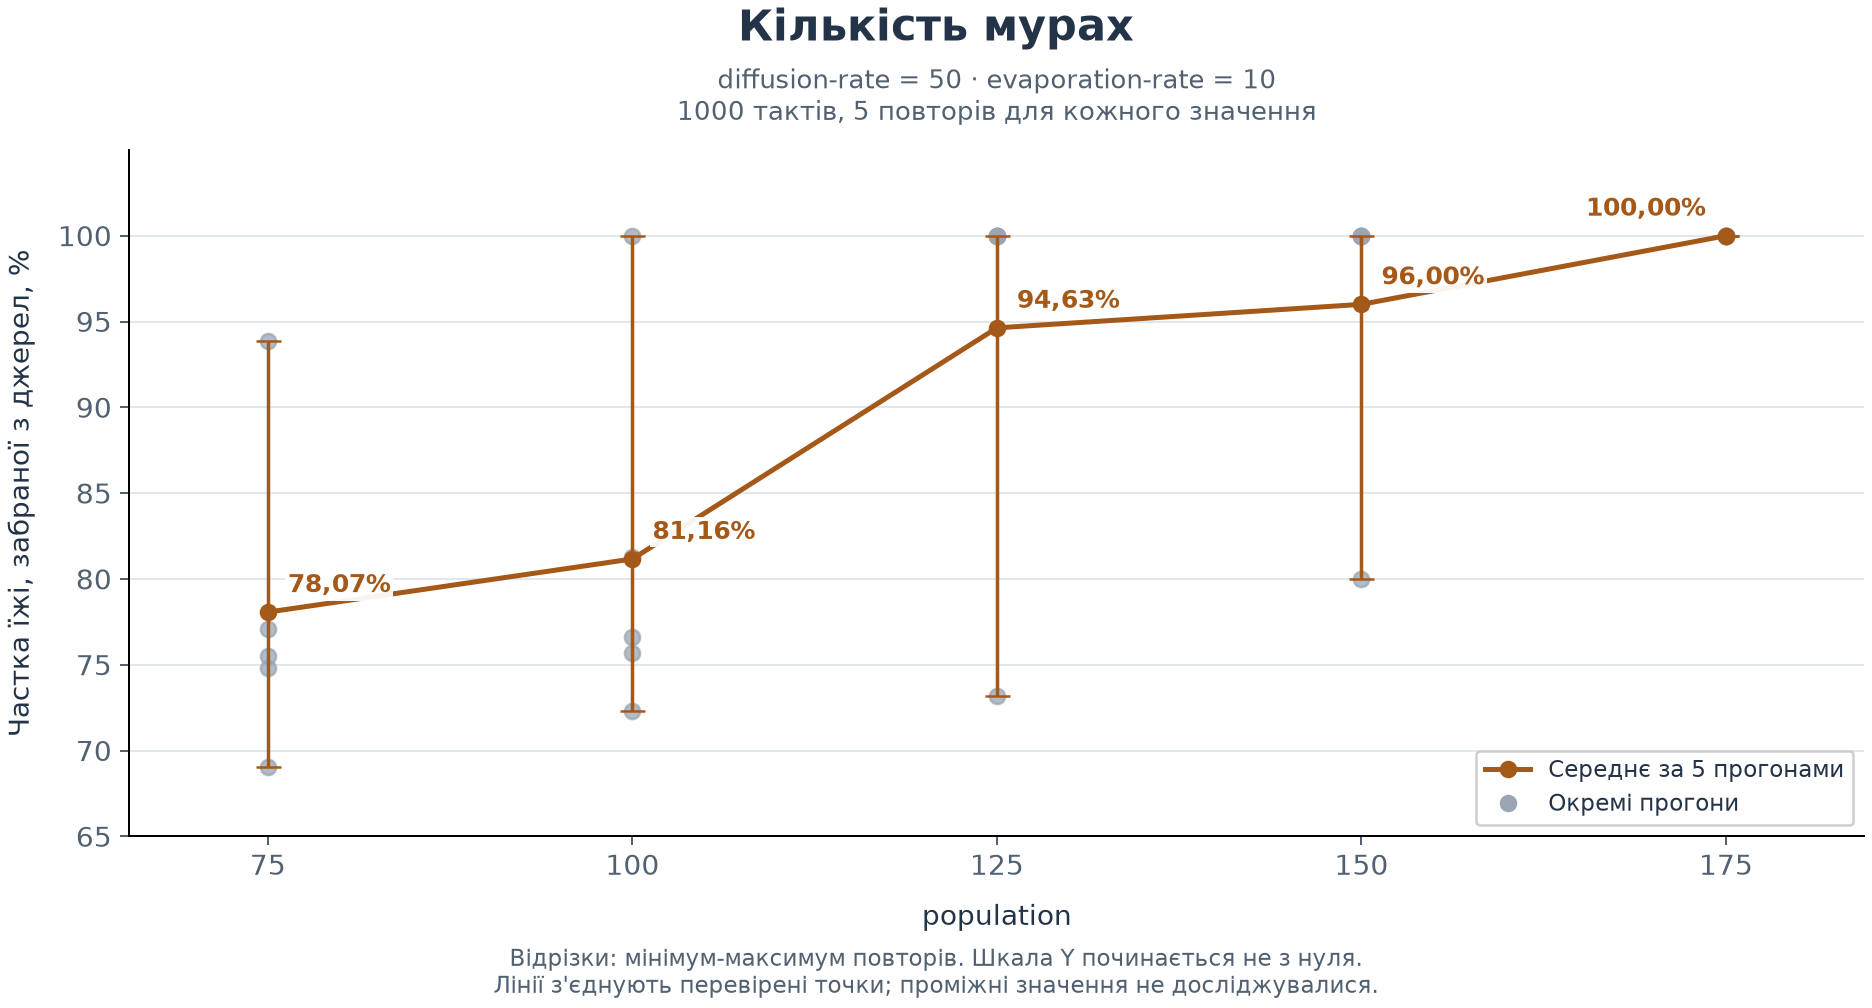 Кількість мурах
diffusion-rate = 50 · evaporation-rate = 10
1000 тактів, 5 повторів для кожного значення
Частка їжі, забраної з джерел, %
100
95
90
85
80
75
70
65
78,07%
81,16%
94,63%
96,00%
100,00%
Середнє за 5 прогонами
Окремі прогони
75 100 125 150 175
population
Відрізки: мінімум-максимум повторів. Шкала Y починається не з нуля.
Лінії з'єднують перевірені точки; проміжні значення не досліджувалися.